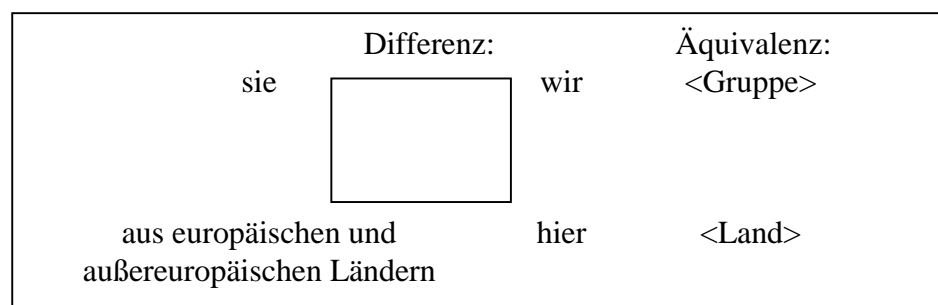 Differenz: Äquivalenz:
sie wir <Gruppe>
aus europäischen und hier <Land>
außereuropäischen Ländern